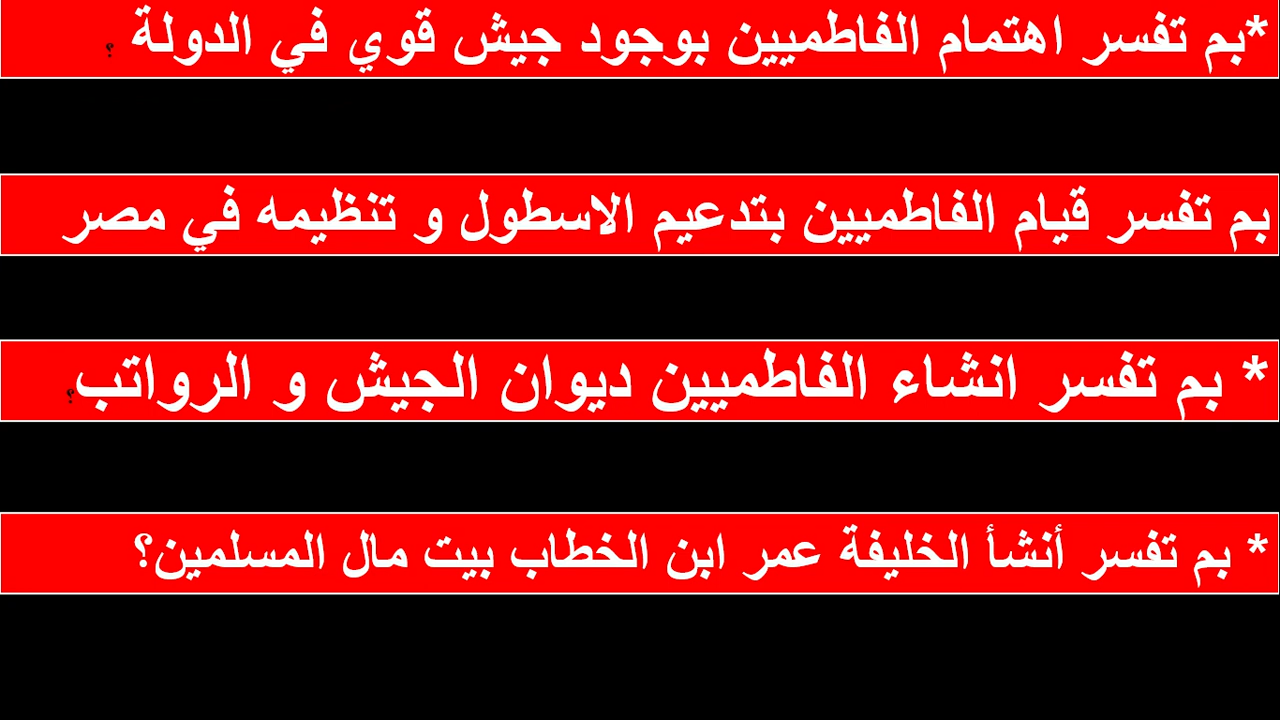 *بم تفسر اهتمام الفاطميين بوجود جيش قوي في الدولة ؟
بم تفسر قيام الفاطميين بتدعيم الاسطول و تنظيمه في مصر
* بم تفسر انشاء الفاطميين ديوان الجيش و الرواتب؟
* بم تفسر أنشأ الخليفة عمر ابن الخطاب بيت مال المسلمين؟